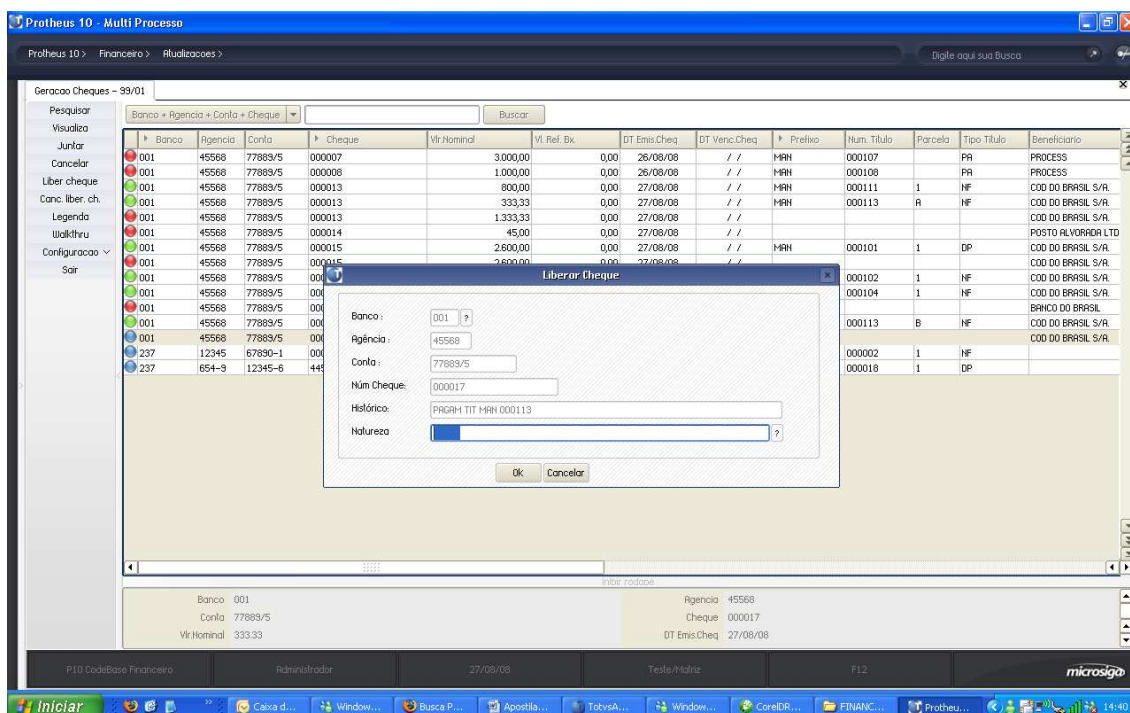 Protheus 10 - Multi Processo
Protheus 10 > Financeiro > Atualizacoes >
Digite aqui sua Busca
Geracao Cheques - 99/01
Pesquisar
Visualiza
Juntar
Cancelar
Liber cheque
Canc. liber. ch.
Legenda
Walkthru
Configuracao
Sair
Banco + Agencia + Conta + Cheque
Buscar
Banco Agencia Conta Cheque Vlr.Nominal Vl. Ref. Bx. DT Emis.Cheq DT Venc.Cheq Prefixo Num. Titulo Parcela Tipo Titulo Beneficiario
001 45568 77889/5 000007 3.000,00 0,00 26/08/08 / / MAN 000107 PA PROCESS
001 45568 77889/5 000008 1.000,00 0,00 26/08/08 / / MAN 000108 PA PROCESS
001 45568 77889/5 000013 800,00 0,00 27/08/08 / / MAN 000111 1 NF COD DO BRASIL S/A.
001 45568 77889/5 000013 333,33 0,00 27/08/08 / / MAN 000113 A NF COD DO BRASIL S/A.
001 45568 77889/5 000013 1.333,33 0,00 27/08/08 / / COD DO BRASIL S/A.
001 45568 77889/5 000014 45,00 0,00 27/08/08 / / POSTO ALVORADA LTD
001 45568 77889/5 000015 2.600,00 0,00 27/08/08 / / MAN 000101 1 DP COD DO BRASIL S/A.
001 45568 77889/5 000015 2.600,00 0,00 27/08/08 / / COD DO BRASIL S/A.
001 45568 77889/5 000102 1 NF COD DO BRASIL S/A.
001 45568 77889/5 000104 1 NF COD DO BRASIL S/A.
001 45568 77889/5 BANCO DO BRASIL
001 45568 77889/5 000113 B NF COD DO BRASIL S/A.
001 45568 77889/5 COD DO BRASIL S/A.
237 12345 67890-1 000002 1 NF
237 654-9 12345-6 000018 1 DP
Liberar Cheque
Banco : 001 ?
Agência : 45568
Conta : 77889/5
Núm Cheque: 000017
Histórico: PAGAM TIT MAN 000113
Natureza ?
Ok Cancelar
Inibir rodape
Banco 001 Agencia 45568
Conta 77889/5 Cheque 000017
Vlr.Nominal 333.33 DT Emis.Cheq 27/08/08
P10 CodeBase Financeiro Administrador 27/08/08 Teste/Matriz F12 microsiga
Iniciar Caixa d... Window... Busca P... Apostila... TotvsA... Window... CorelDR... FINANC... Protheu... 14:40